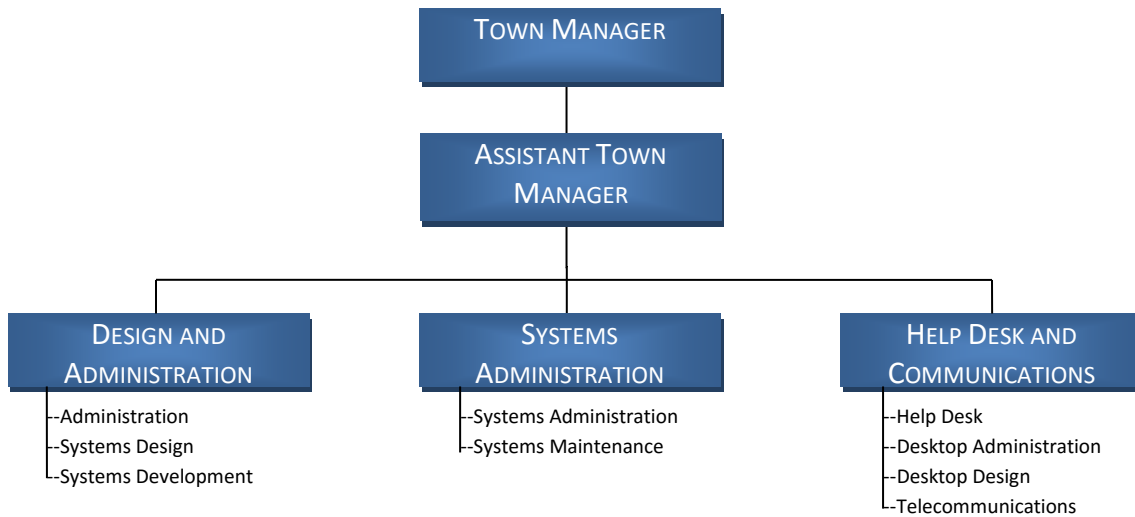 TOWN MANAGER
ASSISTANT TOWN
MANAGER
DESIGN AND
ADMINISTRATION
--Administration
--Systems Design
--Systems Development
SYSTEMS
ADMINISTRATION
--Systems Administration
--Systems Maintenance
HELP DESK AND
COMMUNICATIONS
--Help Desk
--Desktop Administration
--Desktop Design
--Telecommunications